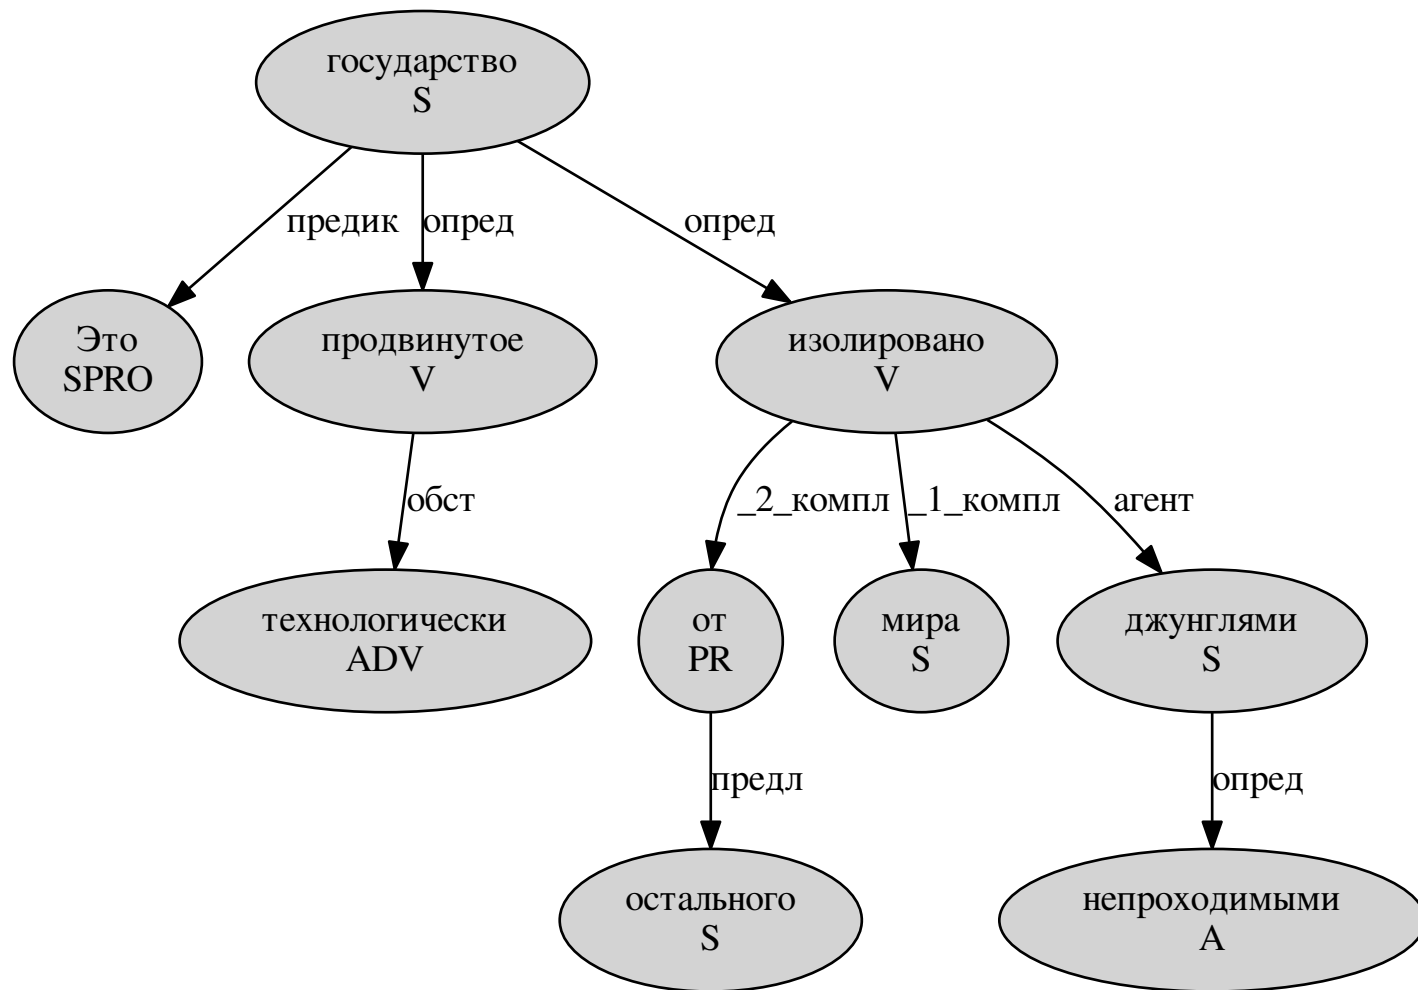 государство
S
предик
опред
опред
Это
SPRO
продвинутое
V
изолировано
V
обст
_2_компл
_1_компл
агент
технологически
ADV
от
PR
мира
S
джунглями
S
предл
опред
остального
S
непроходимыми
A